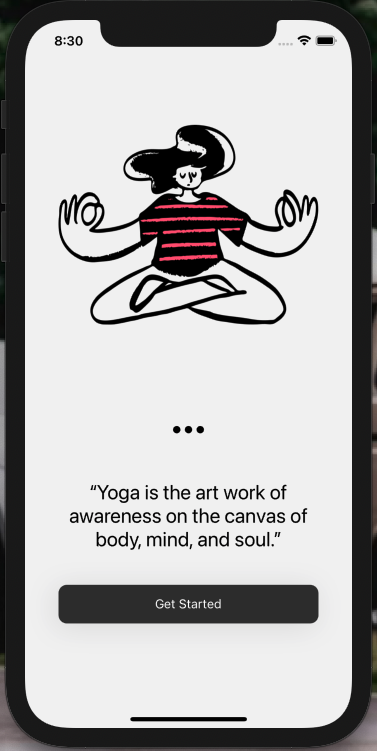 8:30
“Yoga is the art work of
awareness on the canvas of
body, mind, and soul.”
Get Started